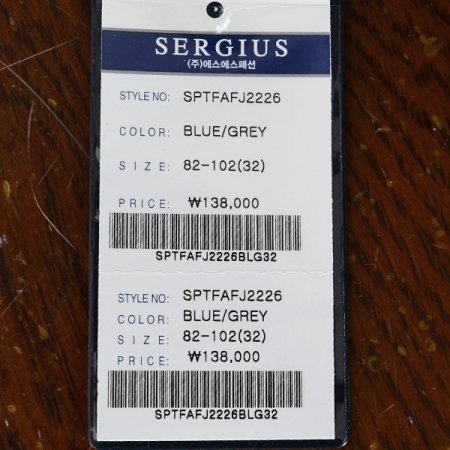 SERGIUS
(주)에스에스패션
STYLE NO: SPTFAFJ2226
COLOR: BLUE/GREY
SIZE: 82-102(32)
PRICE: ₩138,000
SPTFAFJ2226BLG32
STYLE NO: SPTFAFJ2226
COLOR: BLUE/GREY
SIZE: 82-102(32)
PRICE: ₩138,000
SPTFAFJ2226BLG32